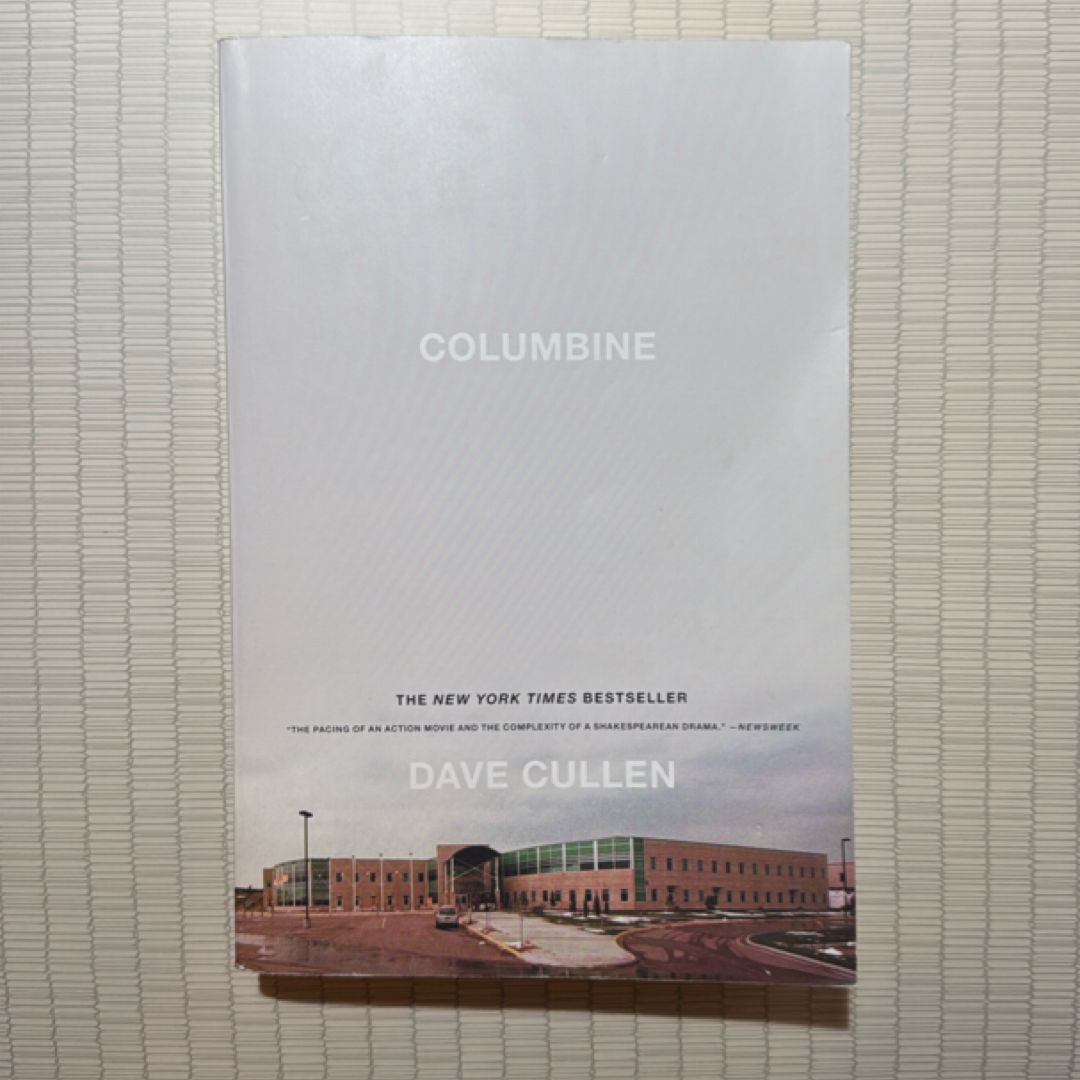 COLUMBINE
THE NEW YORK TIMES BESTSELLER
"THE PACING OF AN ACTION MOVIE AND THE COMPLEXITY OF A SHAKESPEAREAN DRAMA." —NEWSWEEK
DAVE CULLEN